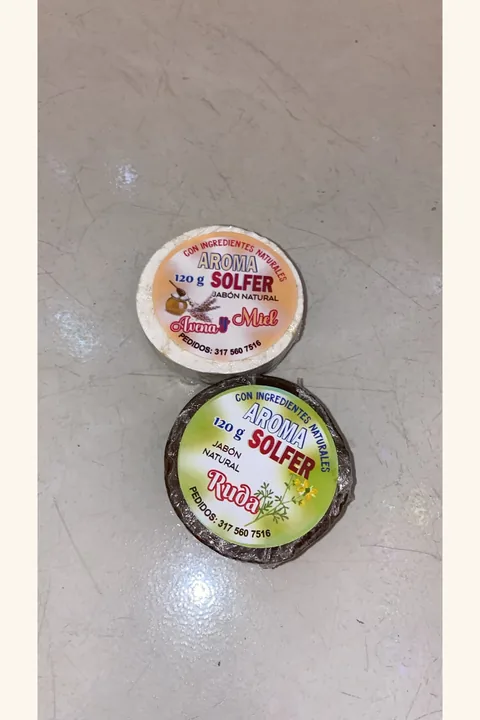 CON INGREDIENTES NATURALES
AROMA
120 g SOLFER
JABÓN NATURAL
Avena y Miel
PEDIDOS: 317 560 7516
CON INGREDIENTES NATURALES
AROMA
120 g SOLFER
JABÓN
NATURAL
Ruda
PEDIDOS: 317 560 7516